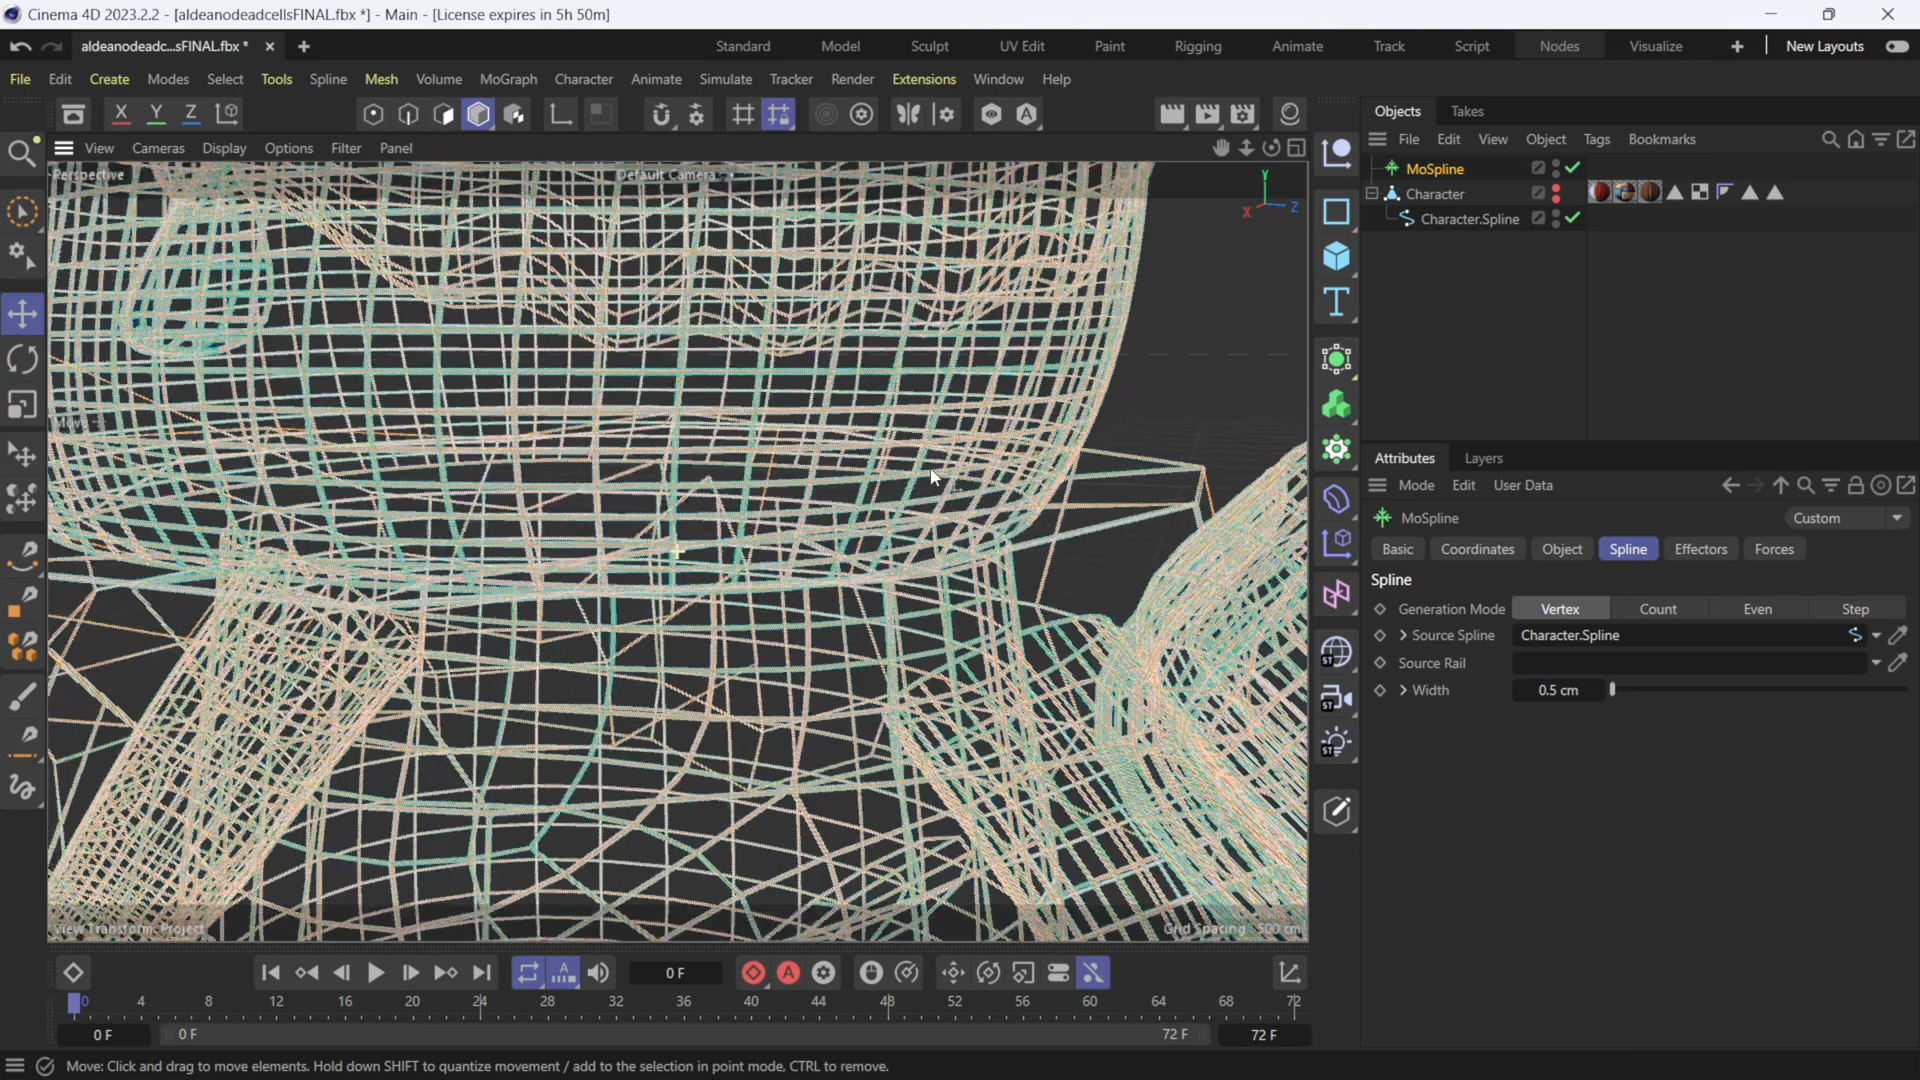 Cinema 4D 2023.2.2 - [aldeanodeadcellsFINAL.fbx *] - Main - [License expires in 5h 50m]
aldeanodeadc...sFINAL.fbx *
Standard Model Sculpt UV Edit Paint Rigging Animate Track Script Nodes Visualize New Layouts
File Edit Create Modes Select Tools Spline Mesh Volume MoGraph Character Animate Simulate Tracker Render Extensions Window Help
X Y Z
Objects Takes
File Edit View Object Tags Bookmarks
View Cameras Display Options Filter Panel
Perspective
Default Camera
Y
X
Z
MoSpline
Character
Character.Spline
Move
Attributes Layers
Mode Edit User Data
MoSpline
Custom
Basic Coordinates Object Spline Effectors Forces
Spline
Generation Mode Vertex Count Even Step
Source Spline Character.Spline
Source Rail
Width 0.5 cm
ST
ST
ST
View Transform: Project
Grid Spacing : 500 cm
0 F
0 4 8 12 16 20 24 28 32 36 40 44 48 52 56 60 64 68 72
0 F 0 F 72 F 72 F
Move: Click and drag to move elements. Hold down SHIFT to quantize movement / add to the selection in point mode, CTRL to remove.